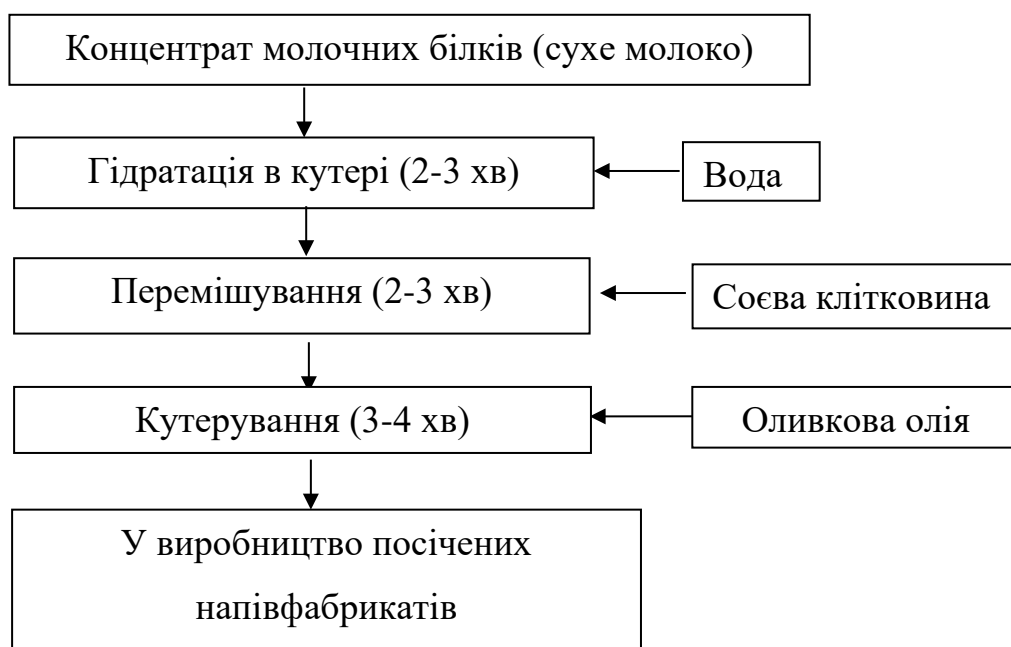 Концентрат молочних білків (сухе молоко)
Гідратація в кутері (2-3 хв)
Вода
Перемішування (2-3 хв)
Соєва клітковина
Кутерування (3-4 хв)
Оливкова олія
У виробництво посічених
напівфабрикатів